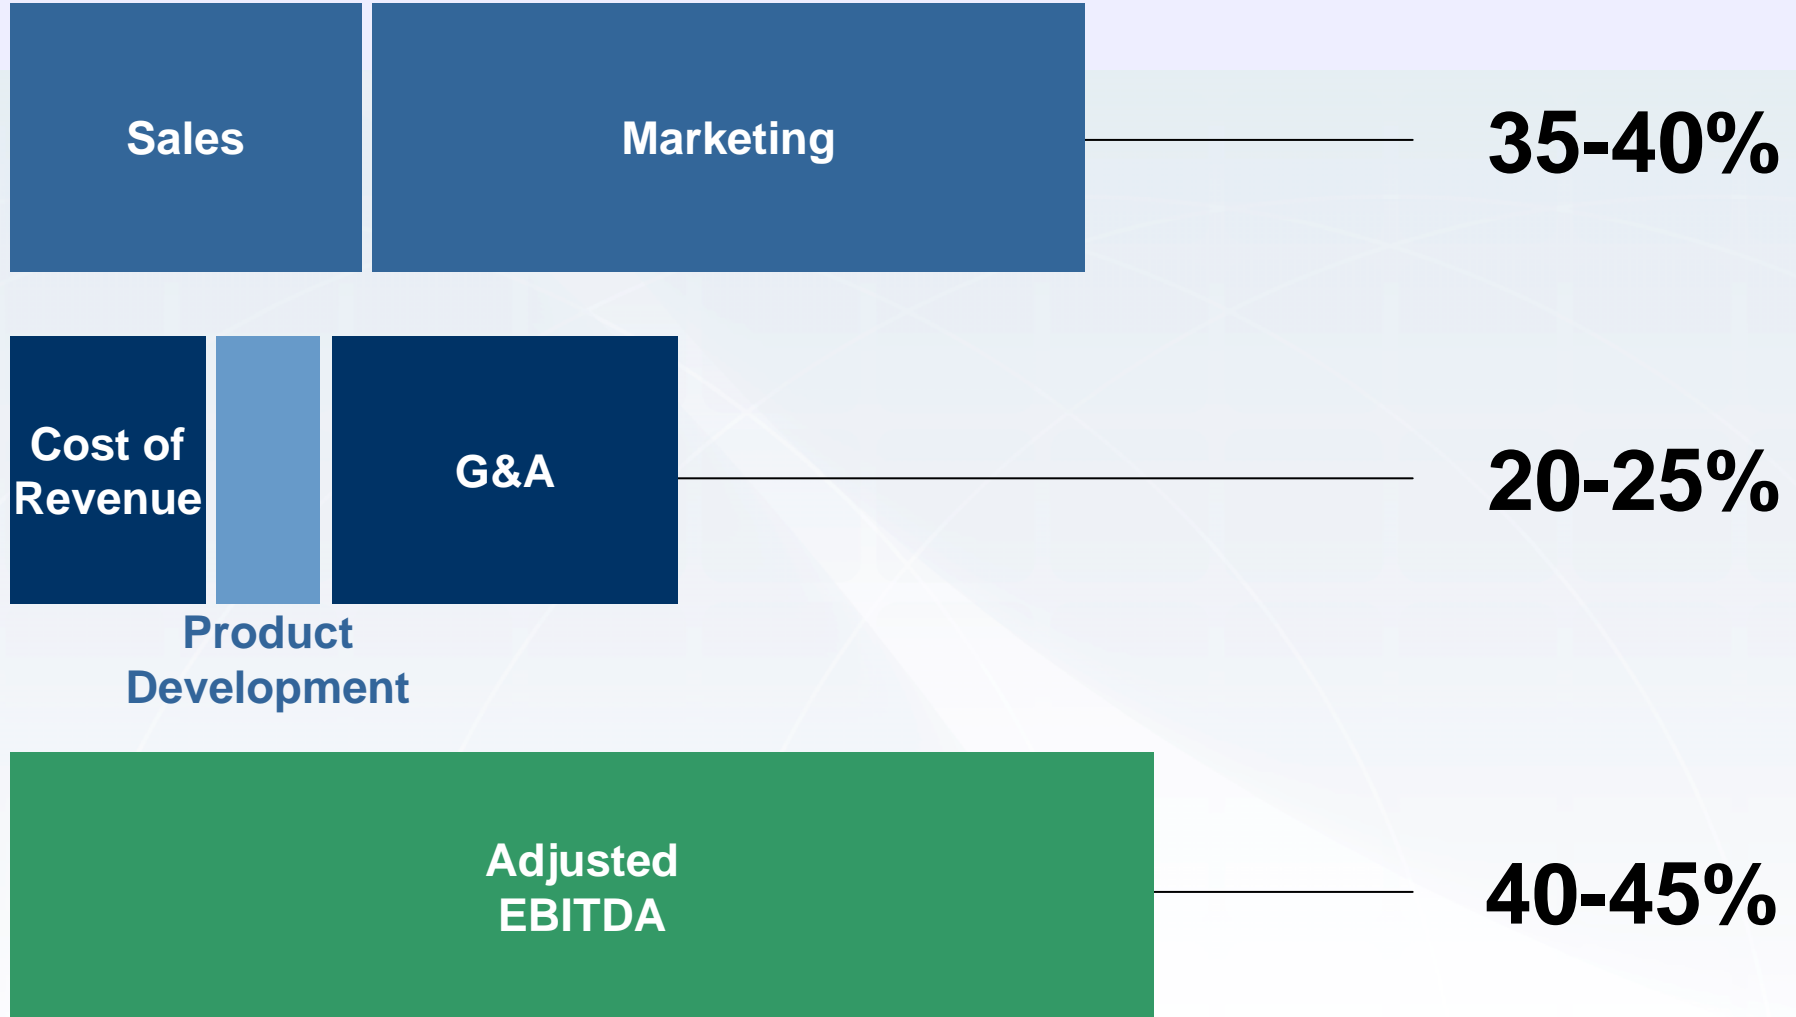 Sales
Marketing
35-40%
Cost of
Revenue
G&A
20-25%
Product
Development
Adjusted
EBITDA
40-45%